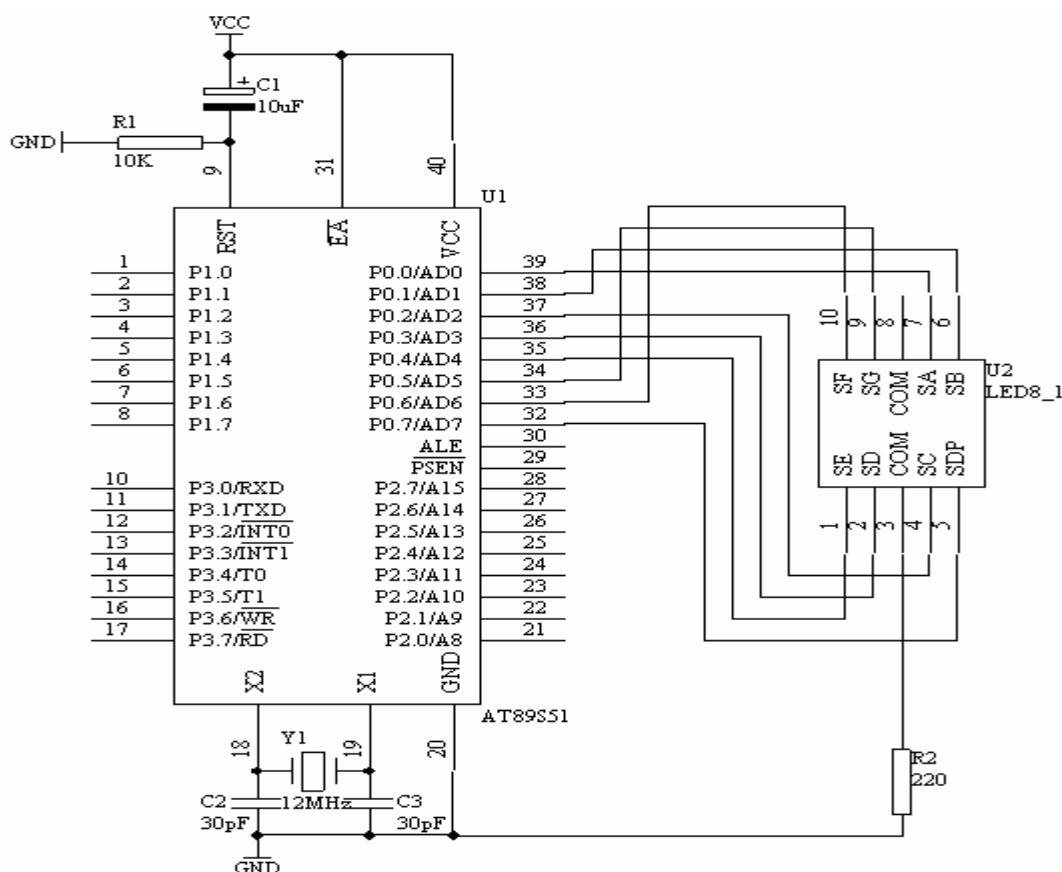 VCC
C1
10uF
R1
GND
10K
9
31
40
U1
RST
EA
VCC
1
P1.0
P0.0/AD0
39
2
P1.1
P0.1/AD1
38
3
P1.2
P0.2/AD2
37
4
P1.3
P0.3/AD3
36
5
P1.4
P0.4/AD4
35
6
P1.5
P0.5/AD5
34
7
P1.6
P0.6/AD6
33
8
P1.7
P0.7/AD7
32
ALE
30
PSEN
29
10
P3.0/RXD
P2.7/A15
28
11
P3.1/TXD
P2.6/A14
27
12
P3.2/INT0
P2.5/A13
26
13
P3.3/INT1
P2.4/A12
25
14
P3.4/T0
P2.3/A11
24
15
P3.5/T1
P2.2/A10
23
16
P3.6/WR
P2.1/A9
22
17
P3.7/RD
P2.0/A8
21
X2
X1
GND
AT89S51
10
9
8
7
6
U2
LED8_1
SF
SG
COM
SA
SB
SE
SD
COM
SC
SDP
1
2
3
4
5
18
Y1
19
20
12MHz
C2
30pF
C3
30pF
R2
220
GND